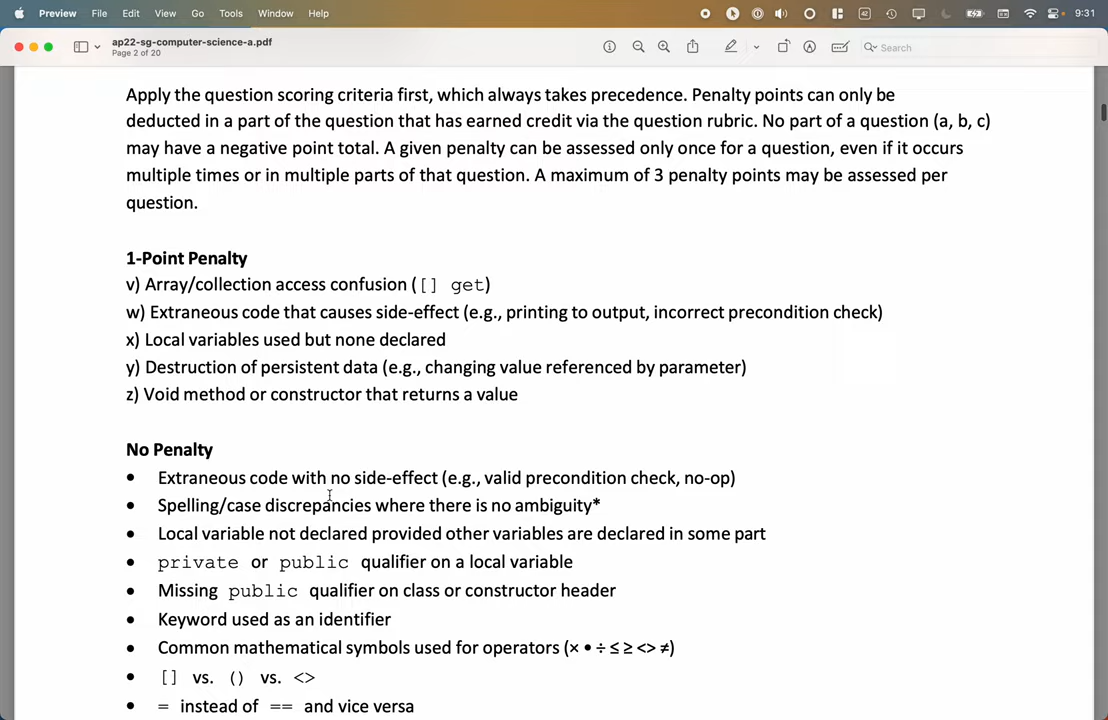 Preview File Edit View Go Tools Window Help 42 9:31
ap22-sg-computer-science-a.pdf
Page 2 of 20
Search
Apply the question scoring criteria first, which always takes precedence. Penalty points can only be
deducted in a part of the question that has earned credit via the question rubric. No part of a question (a, b, c)
may have a negative point total. A given penalty can be assessed only once for a question, even if it occurs
multiple times or in multiple parts of that question. A maximum of 3 penalty points may be assessed per
question.
1-Point Penalty
v) Array/collection access confusion ([] get)
w) Extraneous code that causes side-effect (e.g., printing to output, incorrect precondition check)
x) Local variables used but none declared
y) Destruction of persistent data (e.g., changing value referenced by parameter)
z) Void method or constructor that returns a value
No Penalty
• Extraneous code with no side-effect (e.g., valid precondition check, no-op)
• Spelling/case discrepancies where there is no ambiguity*
• Local variable not declared provided other variables are declared in some part
• private or public qualifier on a local variable
• Missing public qualifier on class or constructor header
• Keyword used as an identifier
• Common mathematical symbols used for operators (× • ÷ ≤ ≥ <> ≠)
• [] vs. () vs. <>
• = instead of == and vice versa